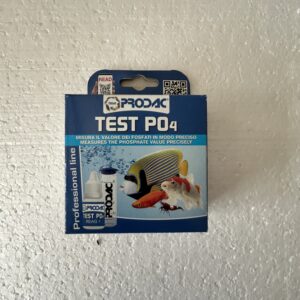 READ
PRODAC
TEST PO4
MISURA IL VALORE DEI FOSFATI IN MODO PRECISO
MEASURES THE PHOSPHATE VALUE PRECISELY
Professional line
PRODAC
TEST PO4
PRODAC